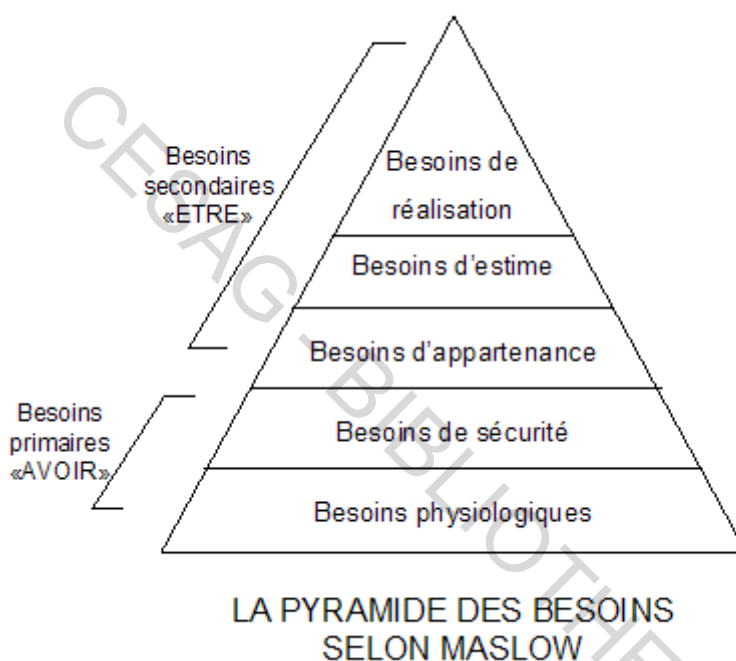 Besoins de
réalisation
Besoins
secondaires
«ETRE»
Besoins d'estime
Besoins d'appartenance
Besoins
primaires
«AVOIR»
Besoins de sécurité
Besoins physiologiques
LA PYRAMIDE DES BESOINS
SELON MASLOW
CESAG - BIBLIOTHE